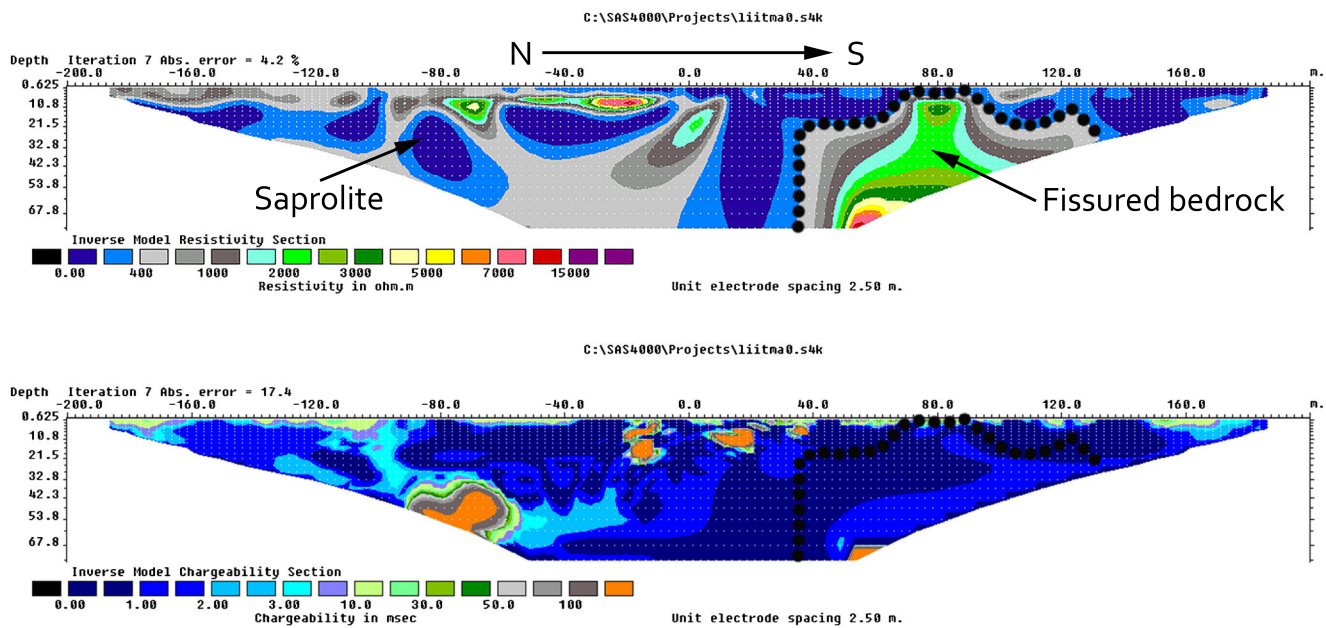 C:\SAS4000\Projects\liitma0.s4k
N S
Depth Iteration 7 Abs. error = 4.2 %
-200.0 -160.0 -120.0 -80.0 -40.0 0.0 40.0 80.0 120.0 160.0 m.
0.625
10.8
21.5
32.8
42.3
53.8
67.8
Saprolite
Fissured bedrock
Inverse Model Resistivity Section
0.00 400 1000 2000 3000 5000 7000 15000
Resistivity in ohm.m
Unit electrode spacing 2.50 m.
C:\SAS4000\Projects\liitma0.s4k
Depth Iteration 7 Abs. error = 17.4
-200.0 -160.0 -120.0 -80.0 -40.0 0.0 40.0 80.0 120.0 160.0 m.
0.625
10.8
21.5
32.8
42.3
53.8
67.8
Inverse Model Chargeability Section
0.00 1.00 2.00 3.00 10.0 30.0 50.0 100
Chargeability in msec
Unit electrode spacing 2.50 m.